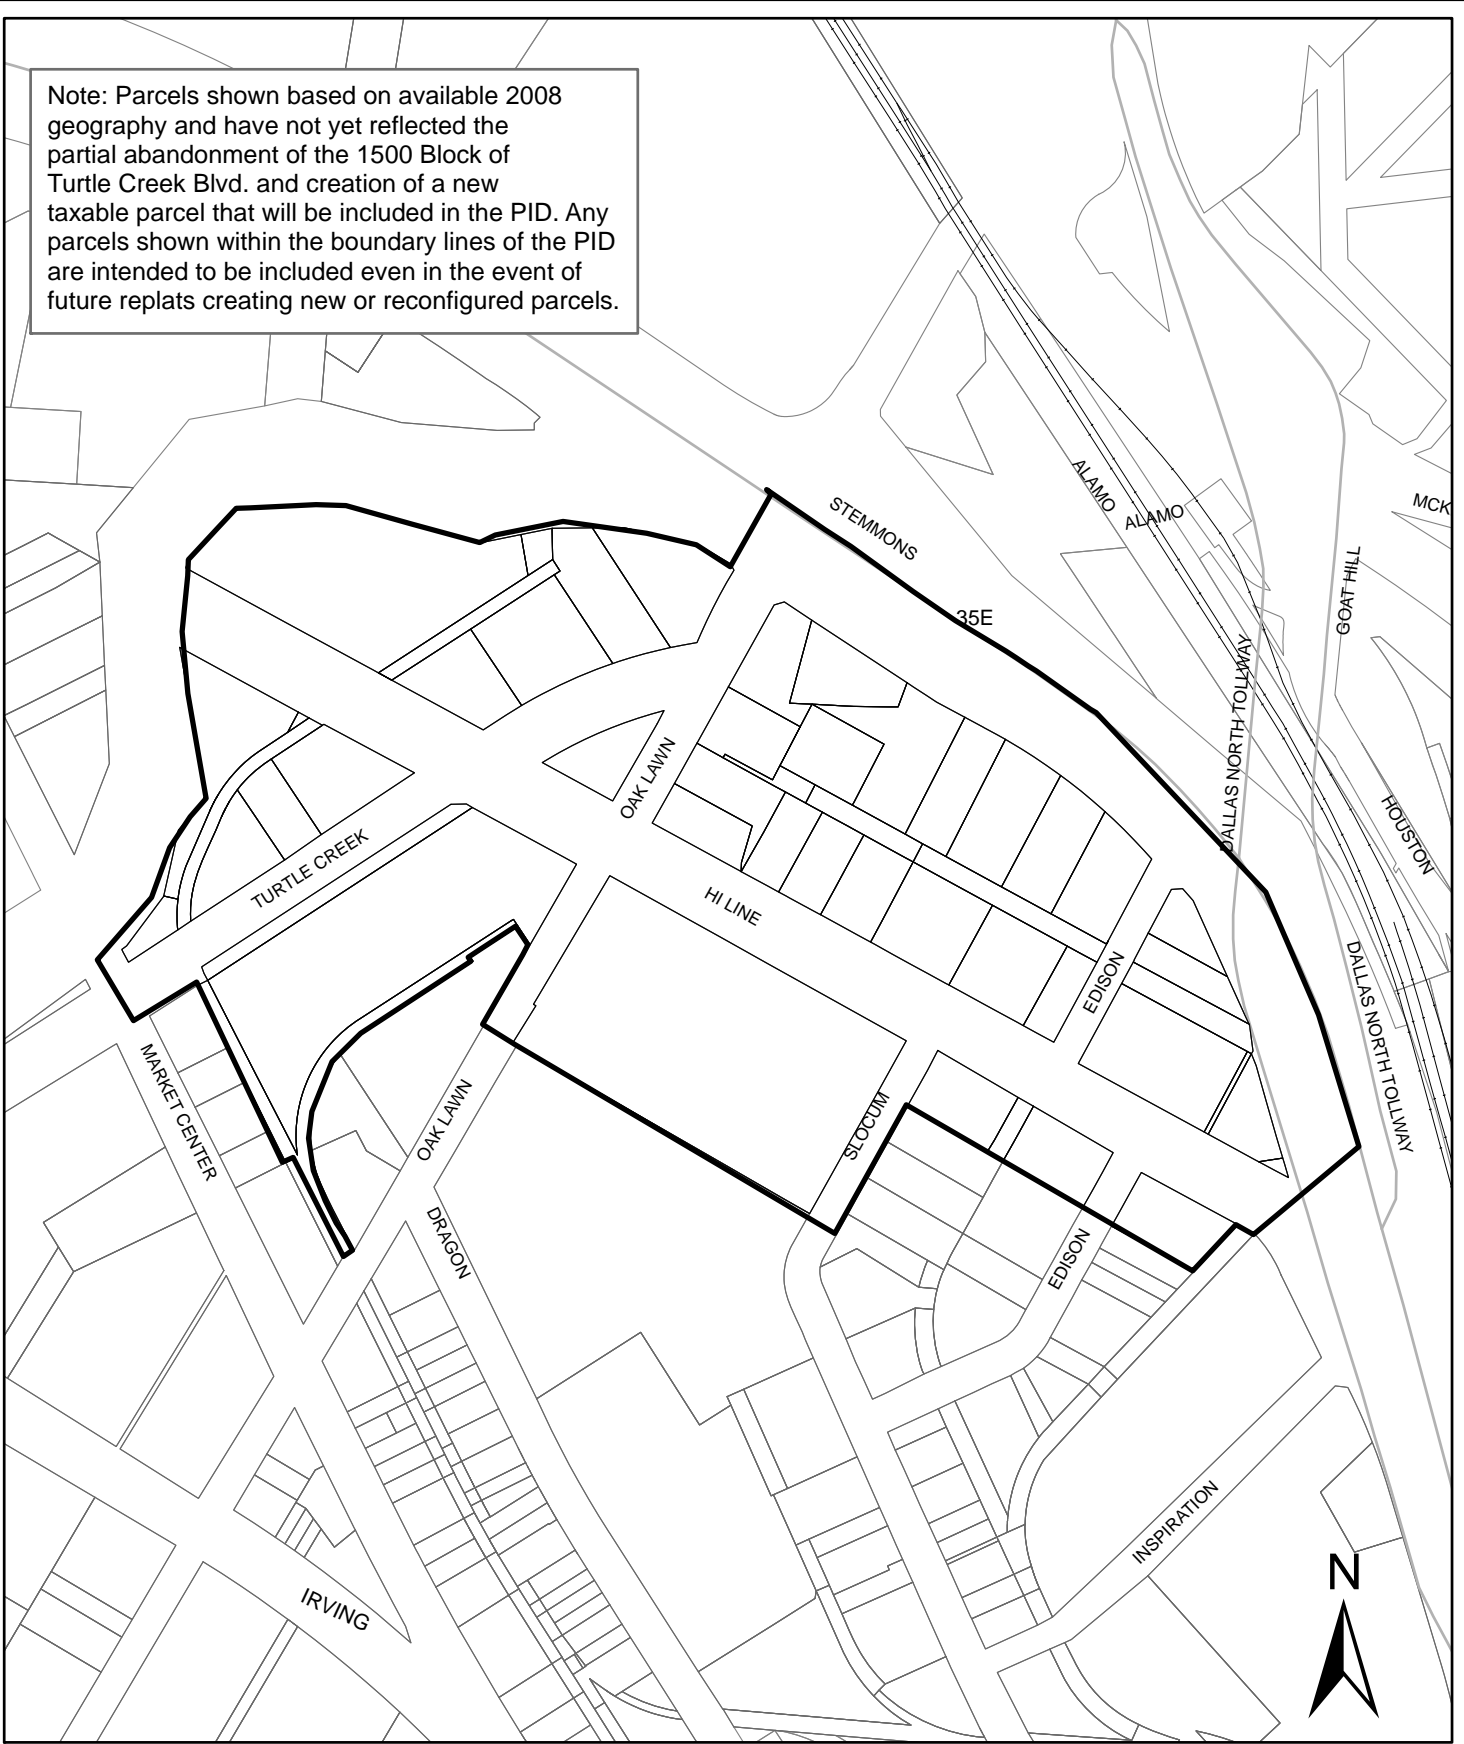 Note: Parcels shown based on available 2008
geography and have not yet reflected the
partial abandonment of the 1500 Block of
Turtle Creek Blvd. and creation of a new
taxable parcel that will be included in the PID. Any
parcels shown within the boundary lines of the PID
are intended to be included even in the event of
future replats creating new or reconfigured parcels.
ALAMO
STEMMONS
ALAMO
MCK
GOAT HILL
35E
DALLAS NORTH TOLLWAY
OAK LAWN
HOUSTON
TURTLE CREEK
HI LINE
EDISON
DALLAS NORTH TOLLWAY
MARKET CENTER
OAK LAWN
SLOCUM
DRAGON
EDISON
INSPIRATION
IRVING
N